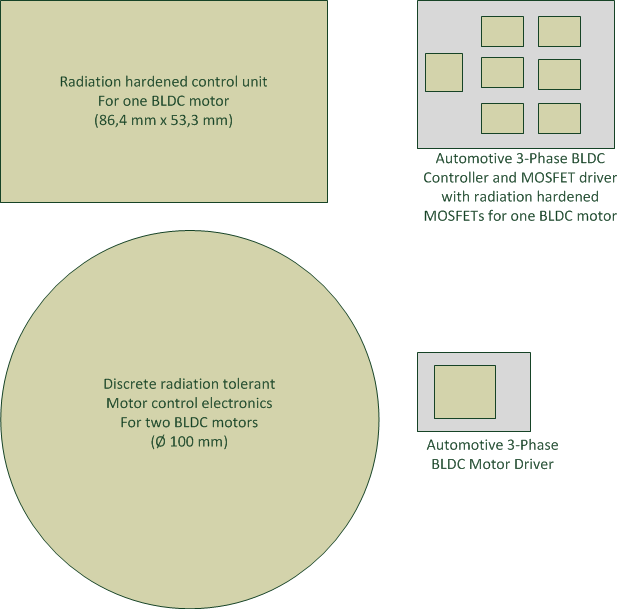 Radiation hardened control unit
For one BLDC motor
(86,4 mm x 53,3 mm)
Automotive 3-Phase BLDC
Controller and MOSFET driver
with radiation hardened
MOSFETs for one BLDC motor
Discrete radiation tolerant
Motor control electronics
For two BLDC motors
(Ø 100 mm)
Automotive 3-Phase
BLDC Motor Driver